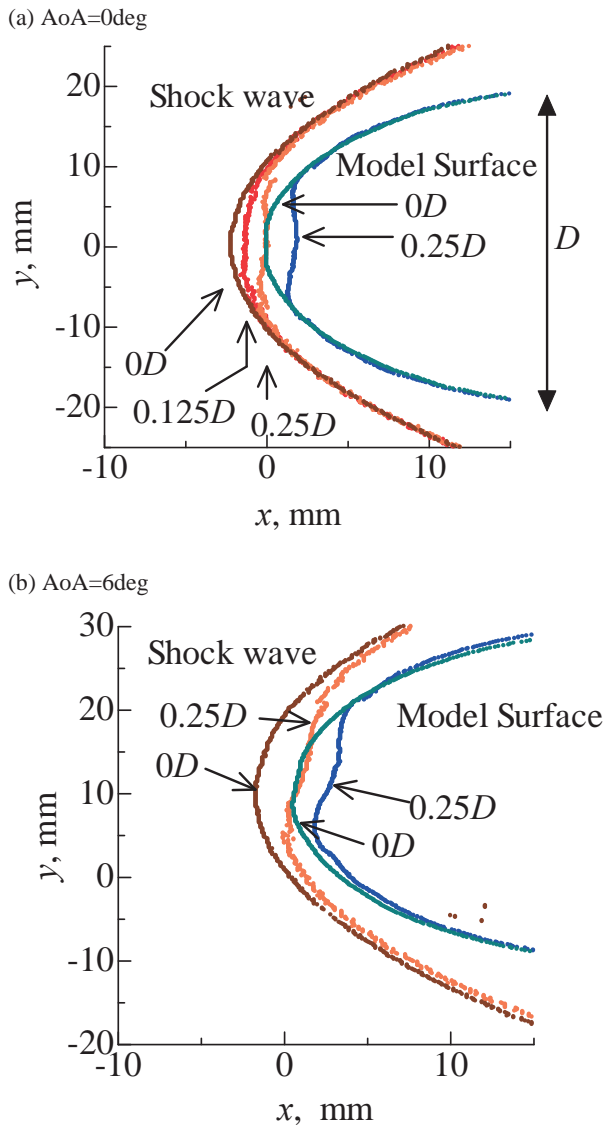 (a) AoA=0deg
20
Shock wave
10
Model Surface
0D
0
0.25D
D
y, mm
-10
0D
0.125D
0.25D
-20
-10
0
10
x, mm
(b) AoA=6deg
30
Shock wave
20
0.25D
Model Surface
0D
10
0.25D
0D
y, mm
0
-10
-20
-10
0
10
x, mm